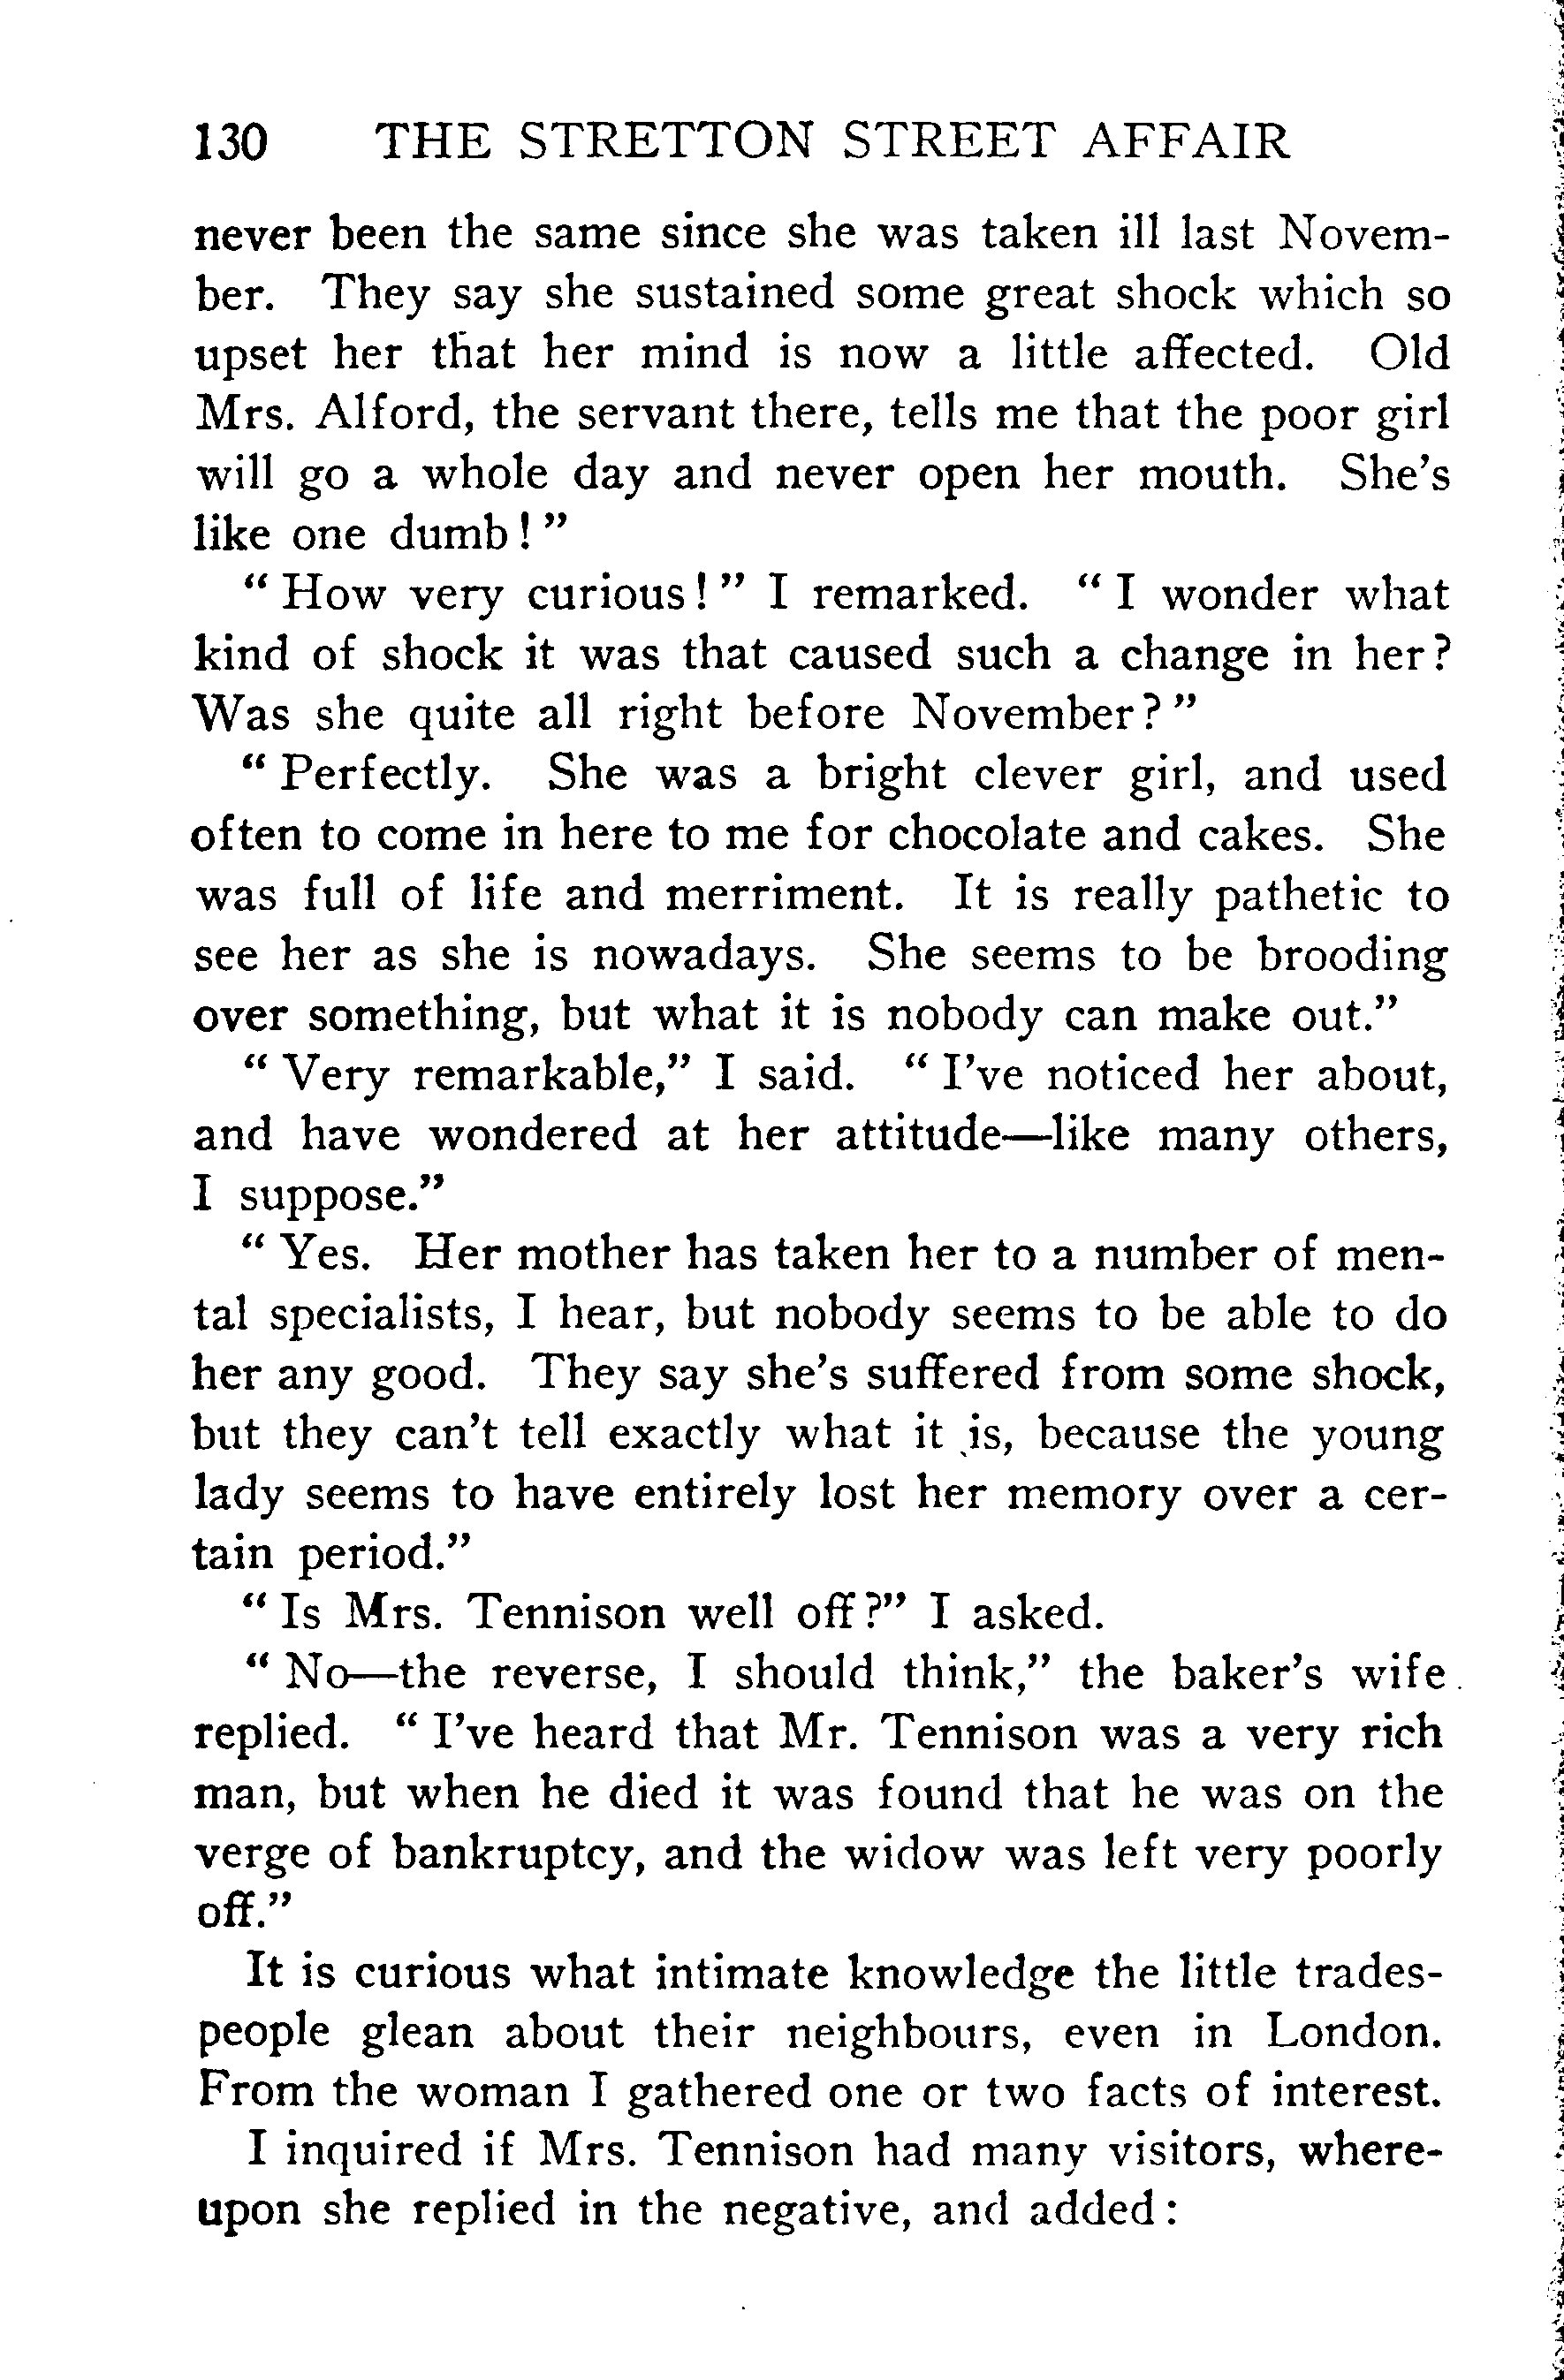 130 THE STRETTON STREET AFFAIR
never been the same since she was taken ill last Novem-
ber. They say she sustained some great shock which so
upset her that her mind is now a little affected. Old
Mrs. Alford, the servant there, tells me that the poor girl
will go a whole day and never open her mouth. She's
like one dumb!"
"How very curious!" I remarked. "I wonder what
kind of shock it was that caused such a change in her?
Was she quite all right before November?"
"Perfectly. She was a bright clever girl, and used
often to come in here to me for chocolate and cakes. She
was full of life and merriment. It is really pathetic to
see her as she is nowadays. She seems to be brooding
over something, but what it is nobody can make out."
"Very remarkable," I said. "I've noticed her about,
and have wondered at her attitude—like many others,
I suppose."
"Yes. Her mother has taken her to a number of men-
tal specialists, I hear, but nobody seems to be able to do
her any good. They say she's suffered from some shock,
but they can't tell exactly what it is, because the young
lady seems to have entirely lost her memory over a cer-
tain period."
"Is Mrs. Tennison well off?" I asked.
"No—the reverse, I should think," the baker's wife
replied. "I've heard that Mr. Tennison was a very rich
man, but when he died it was found that he was on the
verge of bankruptcy, and the widow was left very poorly
off."
It is curious what intimate knowledge the little trades-
people glean about their neighbours, even in London.
From the woman I gathered one or two facts of interest.
I inquired if Mrs. Tennison had many visitors, where-
upon she replied in the negative, and added: